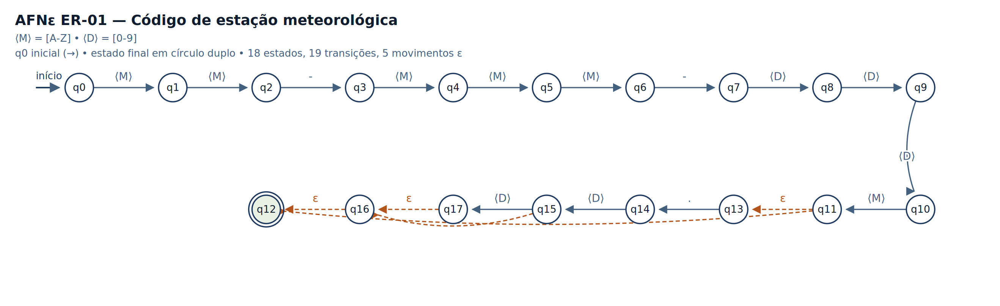 AFNε ER-01 — Código de estação meteorológica
⟨M⟩ = [A-Z] • ⟨D⟩ = [0-9]
q0 inicial (→) • estado final em círculo duplo • 18 estados, 19 transições, 5 movimentos ε
início
q0 ⟨M⟩ q1 ⟨M⟩ q2 - q3 ⟨M⟩ q4 ⟨M⟩ q5 ⟨M⟩ q6 - q7 ⟨D⟩ q8 ⟨D⟩ q9
⟨D⟩
q12 ε q16 ε q17 ⟨D⟩ q15 ⟨D⟩ q14 . q13 ε q11 ⟨M⟩ q10